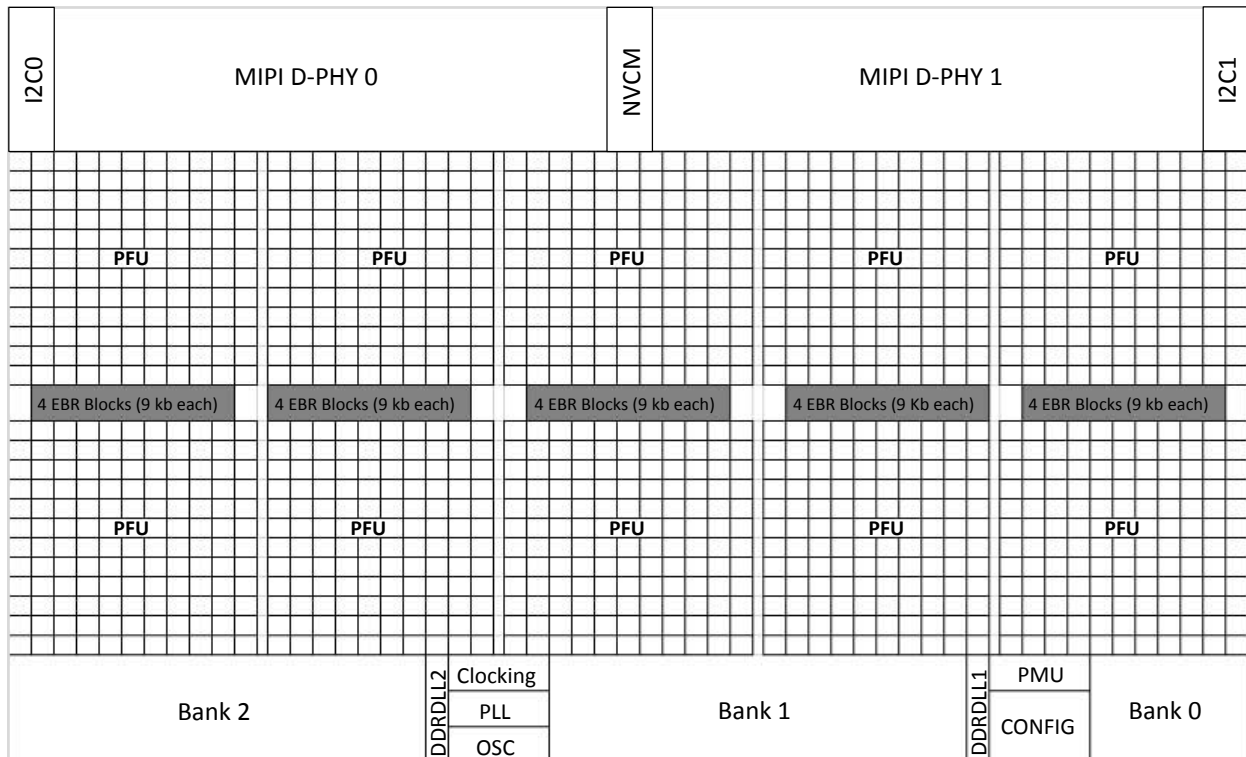 I2C0
MIPI D-PHY 0
NVCM
MIPI D-PHY 1
I2C1
PFU
PFU
PFU
PFU
PFU
4 EBR Blocks (9 kb each)
4 EBR Blocks (9 kb each)
4 EBR Blocks (9 kb each)
4 EBR Blocks (9 Kb each)
4 EBR Blocks (9 kb each)
PFU
PFU
PFU
PFU
PFU
Bank 2
DDRDLL2
Clocking
PLL
OSC
Bank 1
DDRDLL1
PMU
CONFIG
Bank 0